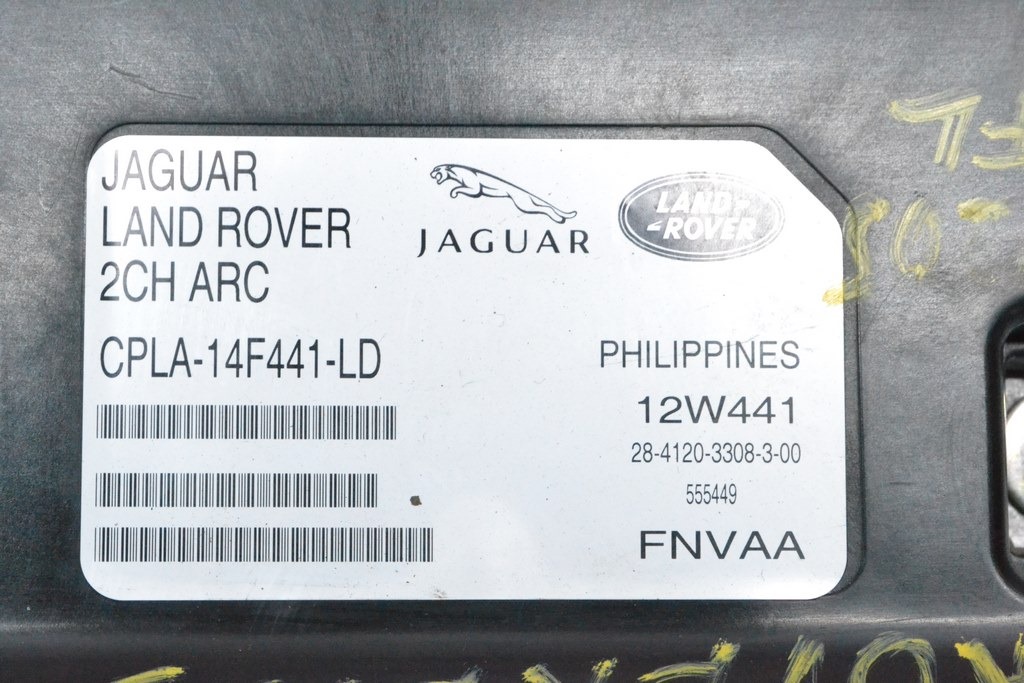 JAGUAR
LAND ROVER
2CH ARC
CPLA-14F441-LD
JAGUAR
LAND-
-ROVER
PHILIPPINES
12W441
28-4120-3308-3-00
555449
FNVAA